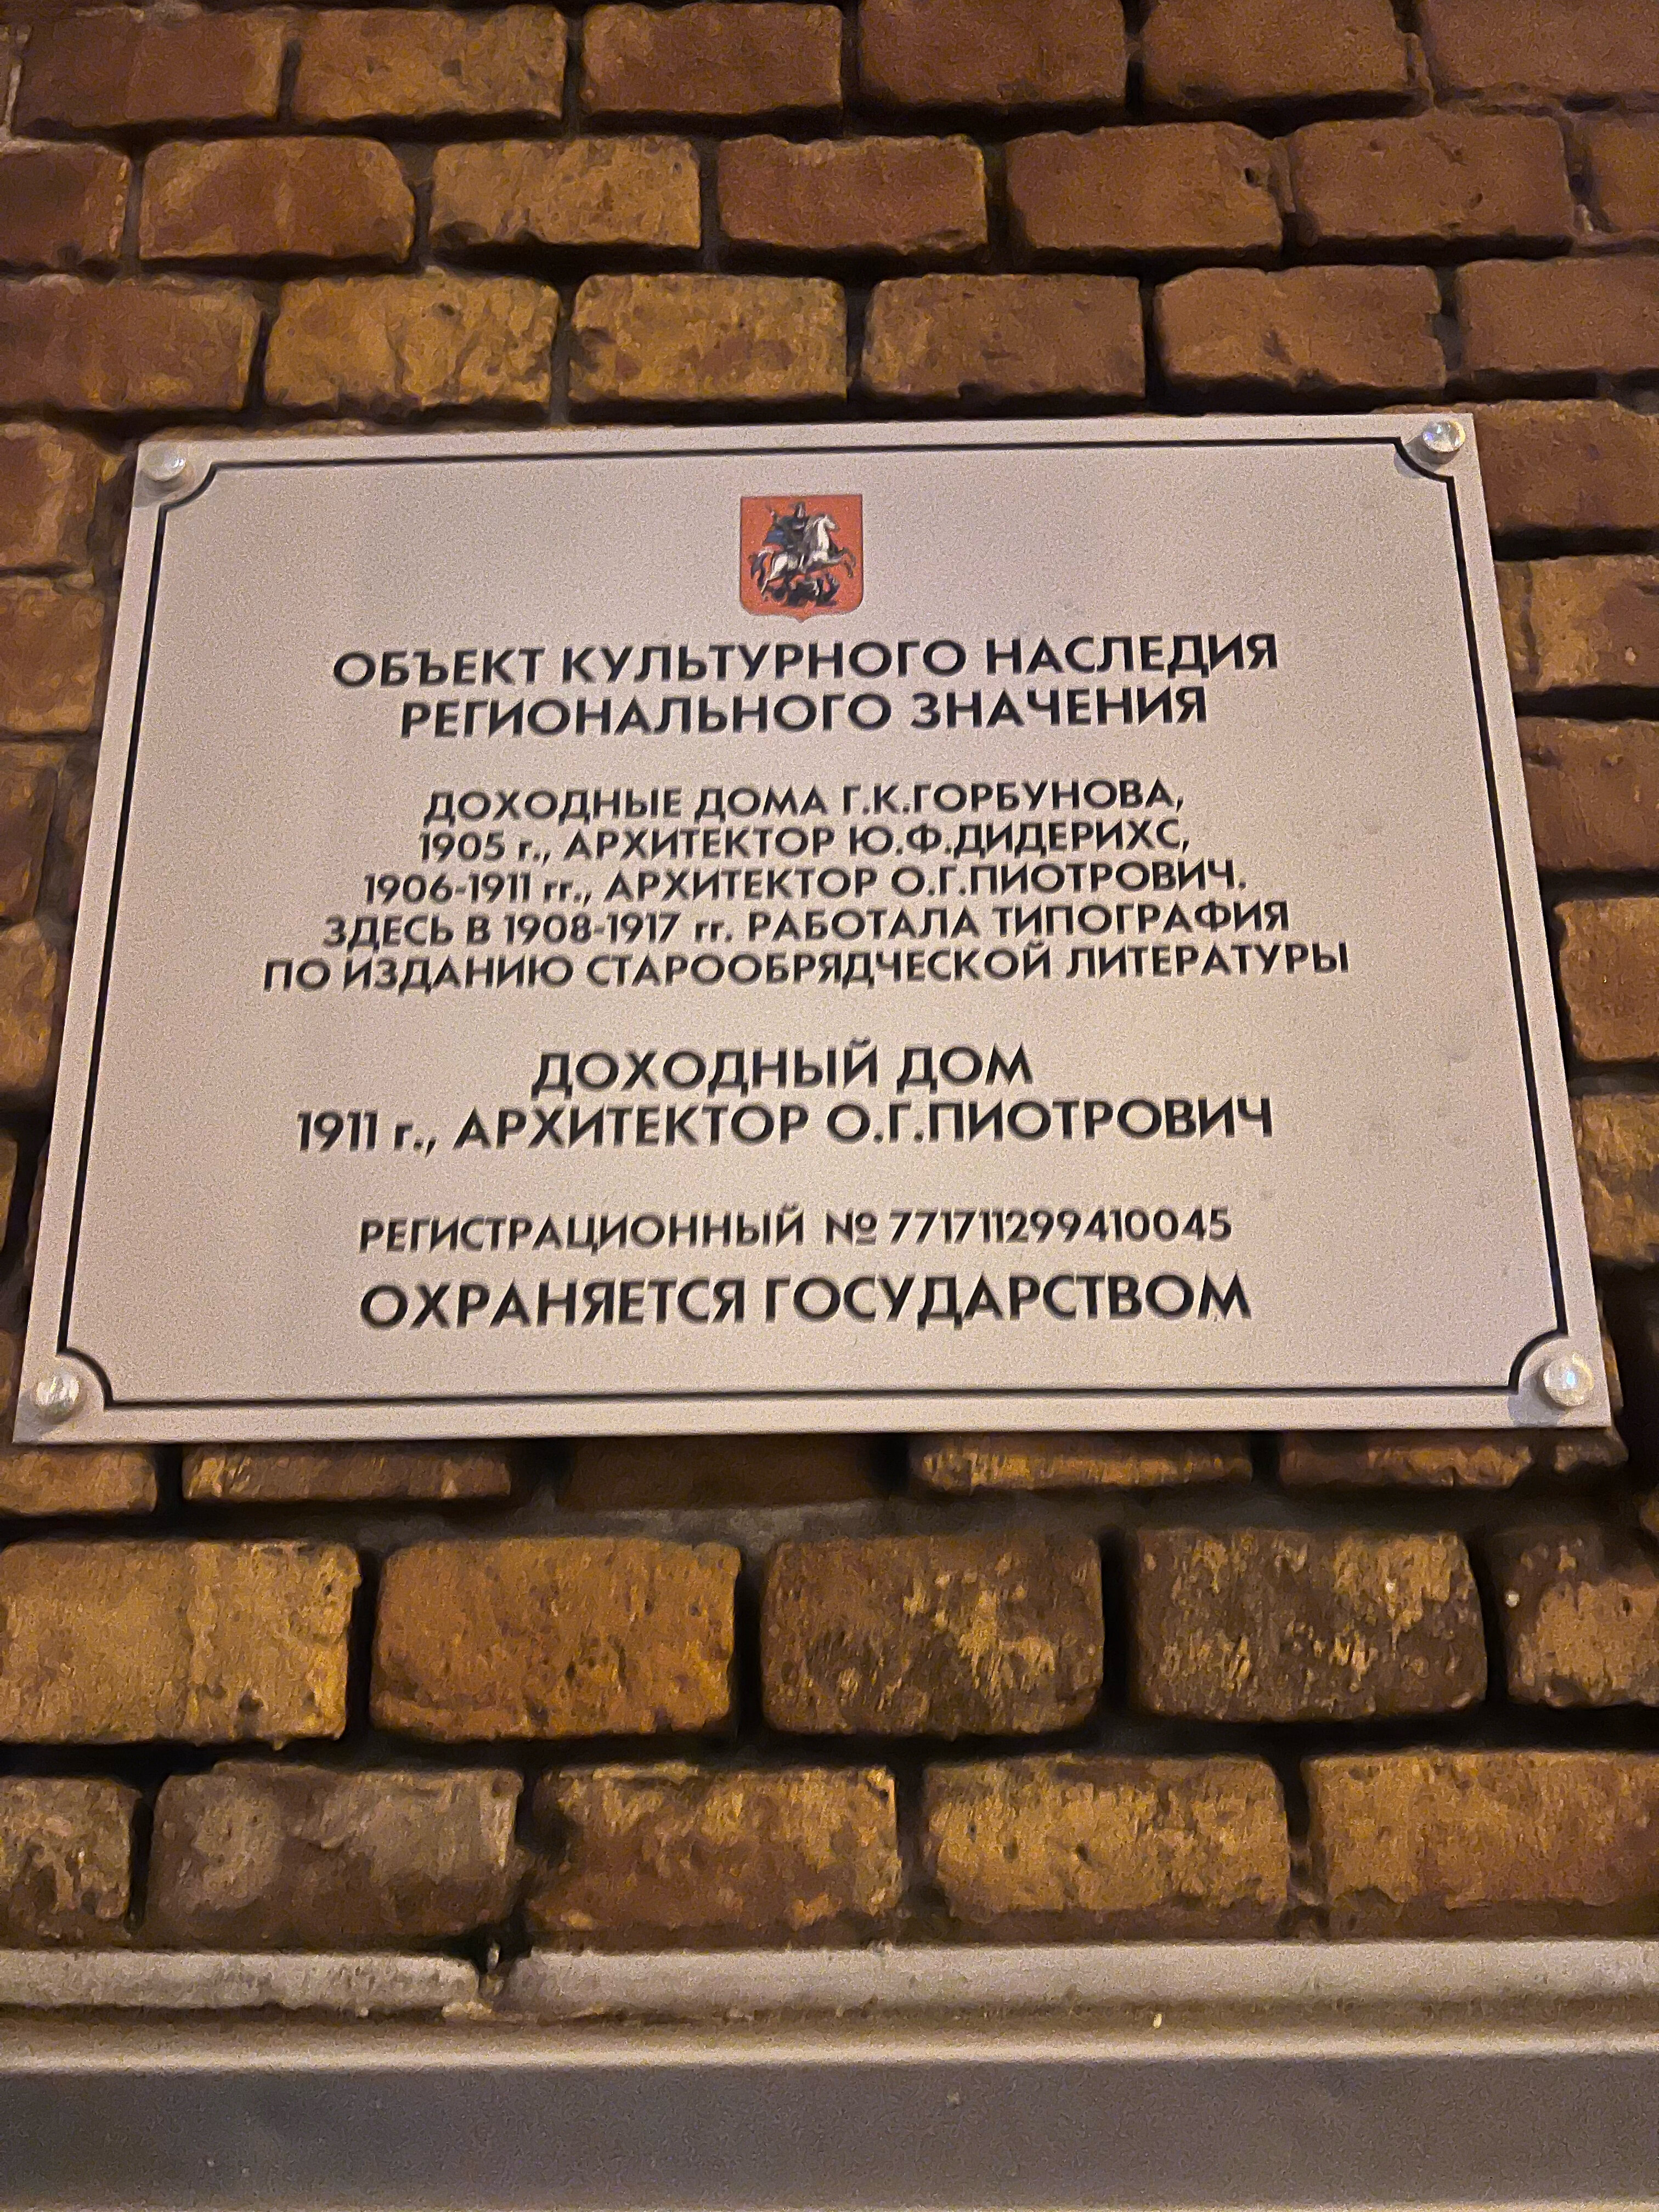 ОБЪЕКТ КУЛЬТУРНОГО НАСЛЕДИЯ
РЕГИОНАЛЬНОГО ЗНАЧЕНИЯ
ДОХОДНЫЕ ДОМА Г.К.ГОРБУНОВА,
1905 г., АРХИТЕКТОР Ю.Ф.ДИДЕРИХС,
1906-1911 гг., АРХИТЕКТОР О.Г.ПИОТРОВИЧ.
ЗДЕСЬ В 1908-1917 гг. РАБОТАЛА ТИПОГРАФИЯ
ПО ИЗДАНИЮ СТАРООБРЯДЧЕСКОЙ ЛИТЕРАТУРЫ
ДОХОДНЫЙ ДОМ
1911 г., АРХИТЕКТОР О.Г.ПИОТРОВИЧ
РЕГИСТРАЦИОННЫЙ № 771711299410045
ОХРАНЯЕТСЯ ГОСУДАРСТВОМ